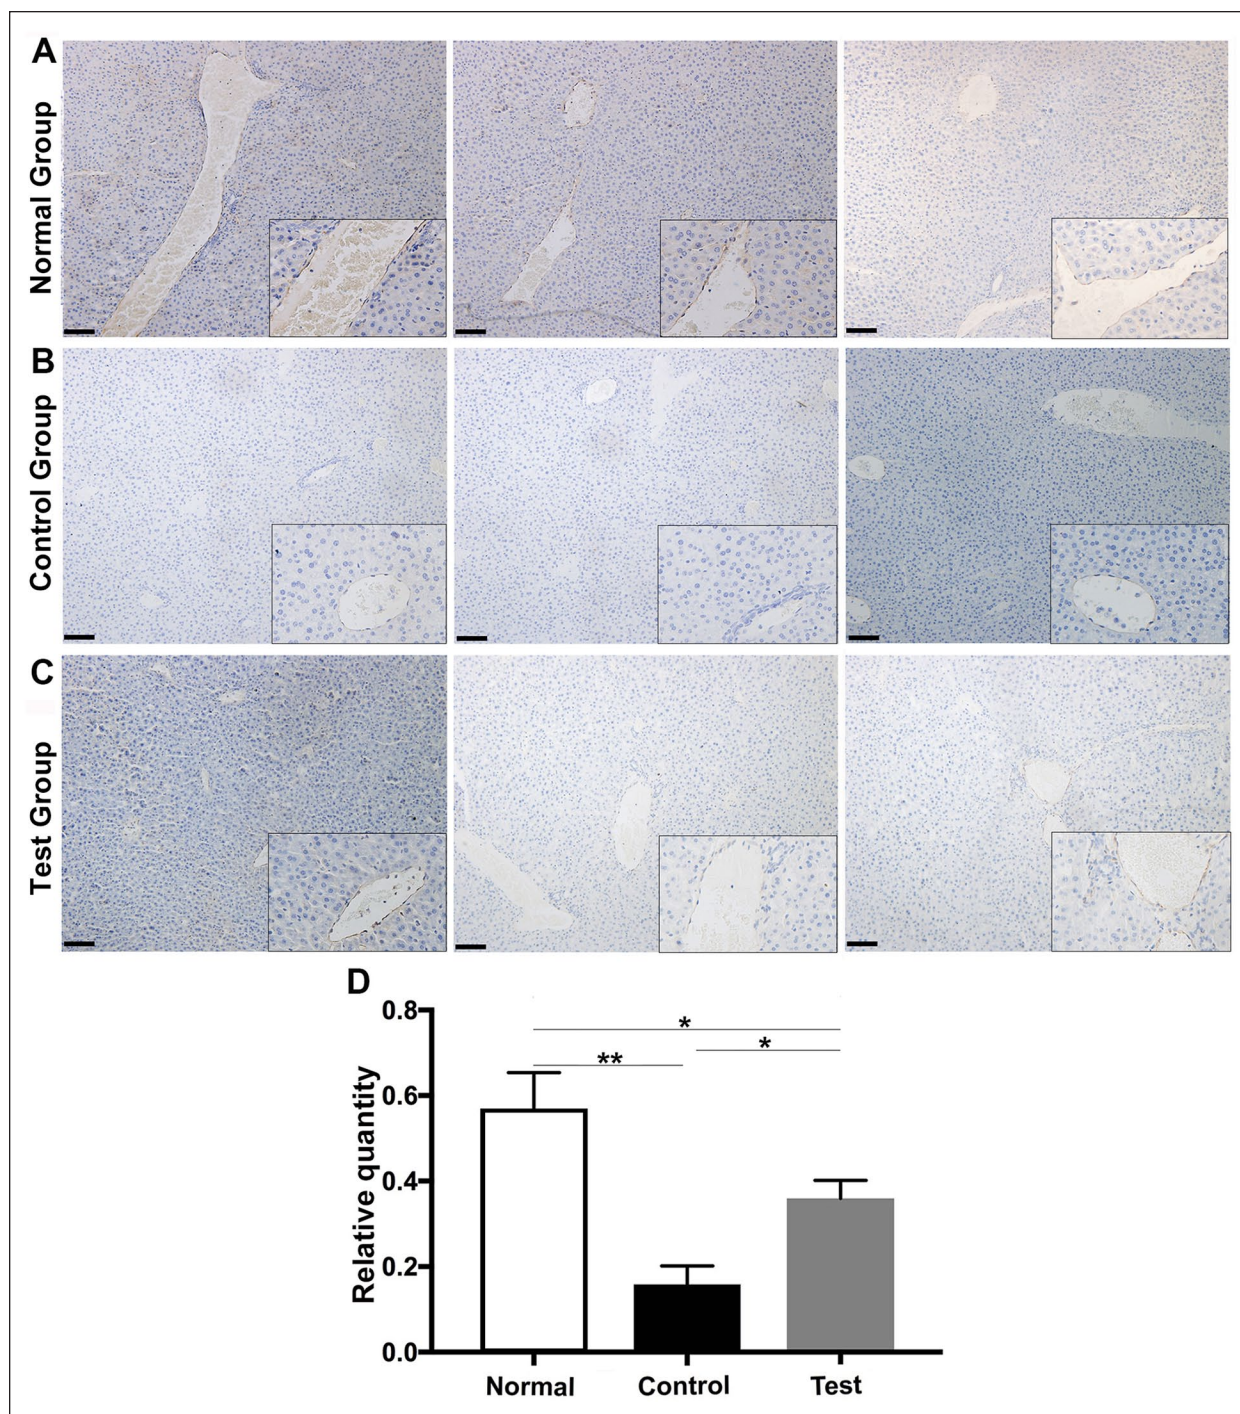 A
Normal Group
B
Control Group
C
Test Group
D
Relative quantity
0.8
0.6
0.4
0.2
0.0
*
**
*
Normal
Control
Test